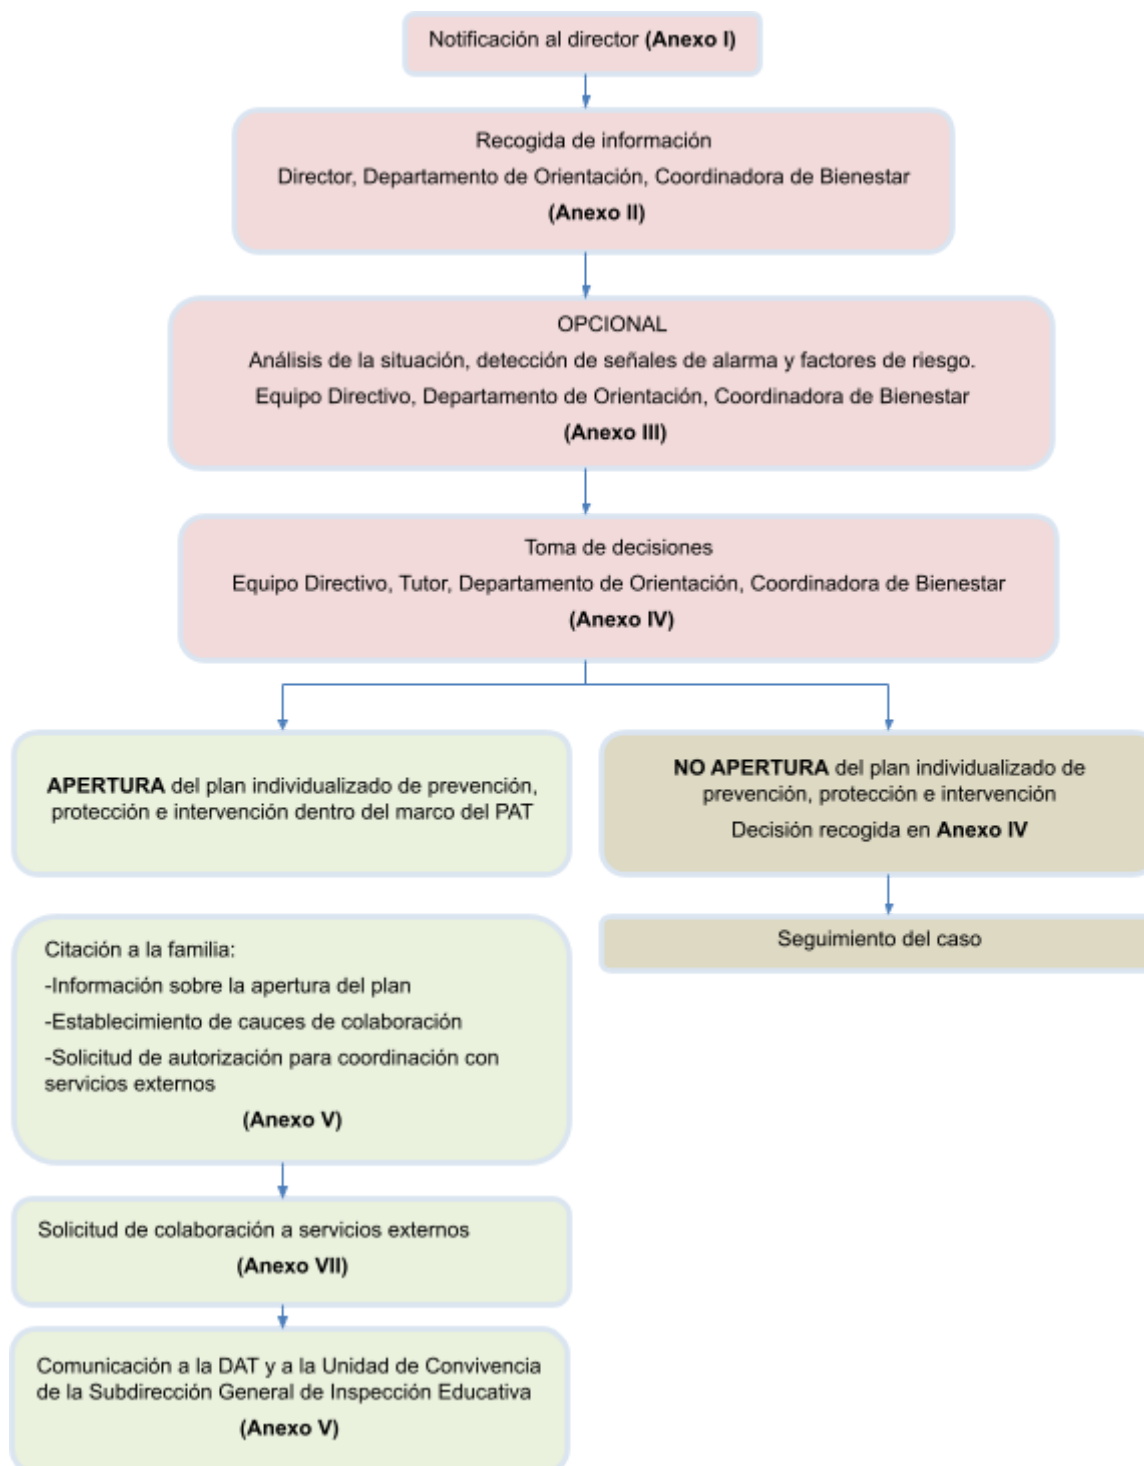 Notificación al director (Anexo I)
Recogida de información
Director, Departamento de Orientación, Coordinadora de Bienestar
(Anexo II)
OPCIONAL
Análisis de la situación, detección de señales de alarma y factores de riesgo.
Equipo Directivo, Departamento de Orientación, Coordinadora de Bienestar
(Anexo III)
Toma de decisiones
Equipo Directivo, Tutor, Departamento de Orientación, Coordinadora de Bienestar
(Anexo IV)
APERTURA del plan individualizado de prevención,
protección e intervención dentro del marco del PAT
NO APERTURA del plan individualizado de
prevención, protección e intervención
Decisión recogida en Anexo IV
Seguimiento del caso
Citación a la familia:
-Información sobre la apertura del plan
-Establecimiento de cauces de colaboración
-Solicitud de autorización para coordinación con
servicios externos
(Anexo V)
Solicitud de colaboración a servicios externos
(Anexo VII)
Comunicación a la DAT y a la Unidad de Convivencia
de la Subdirección General de Inspección Educativa
(Anexo V)